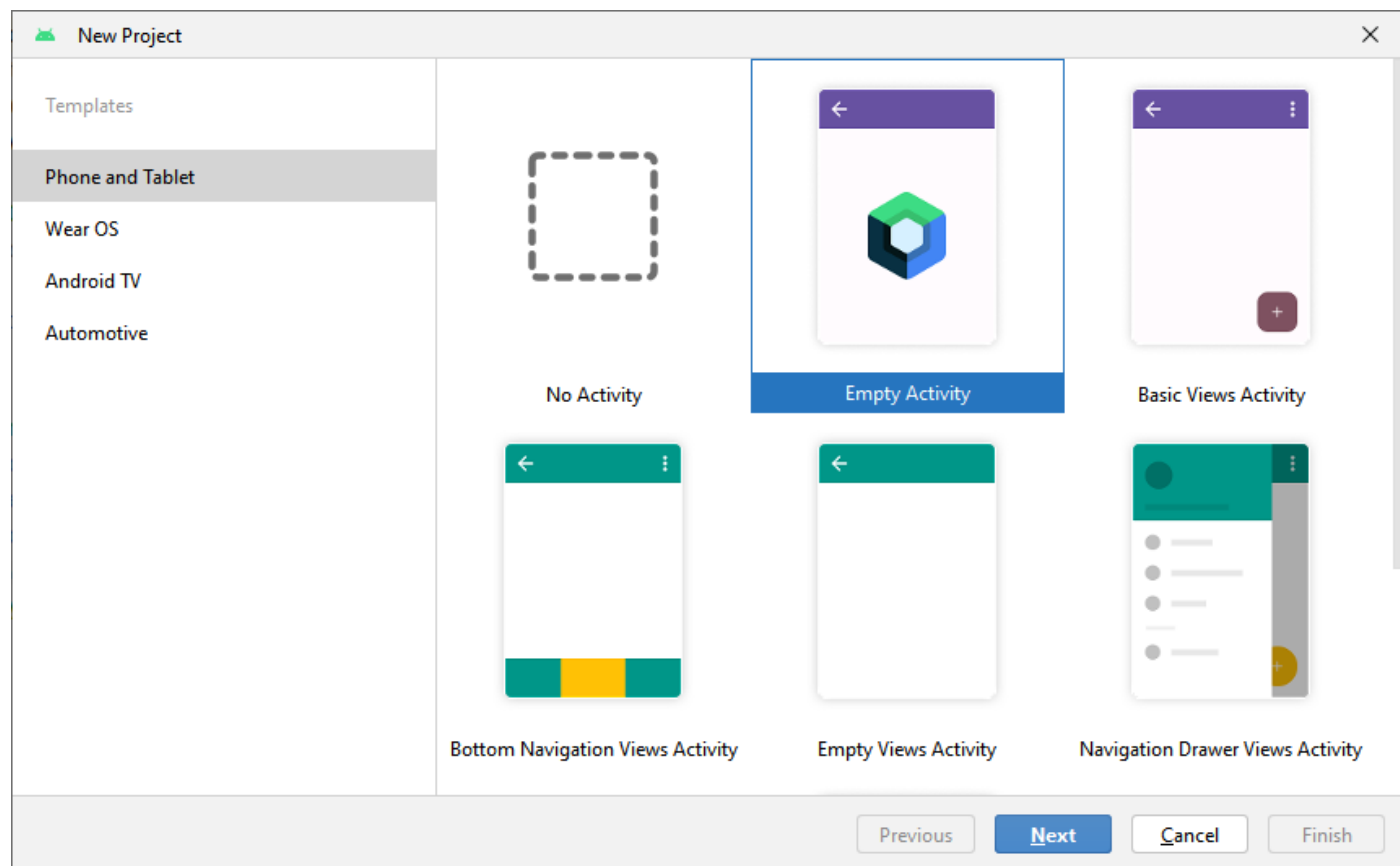 New Project
Templates
Phone and Tablet
Wear OS
Android TV
Automotive
No Activity
Empty Activity
Basic Views Activity
Bottom Navigation Views Activity
Empty Views Activity
Navigation Drawer Views Activity
Previous
Next
Cancel
Finish